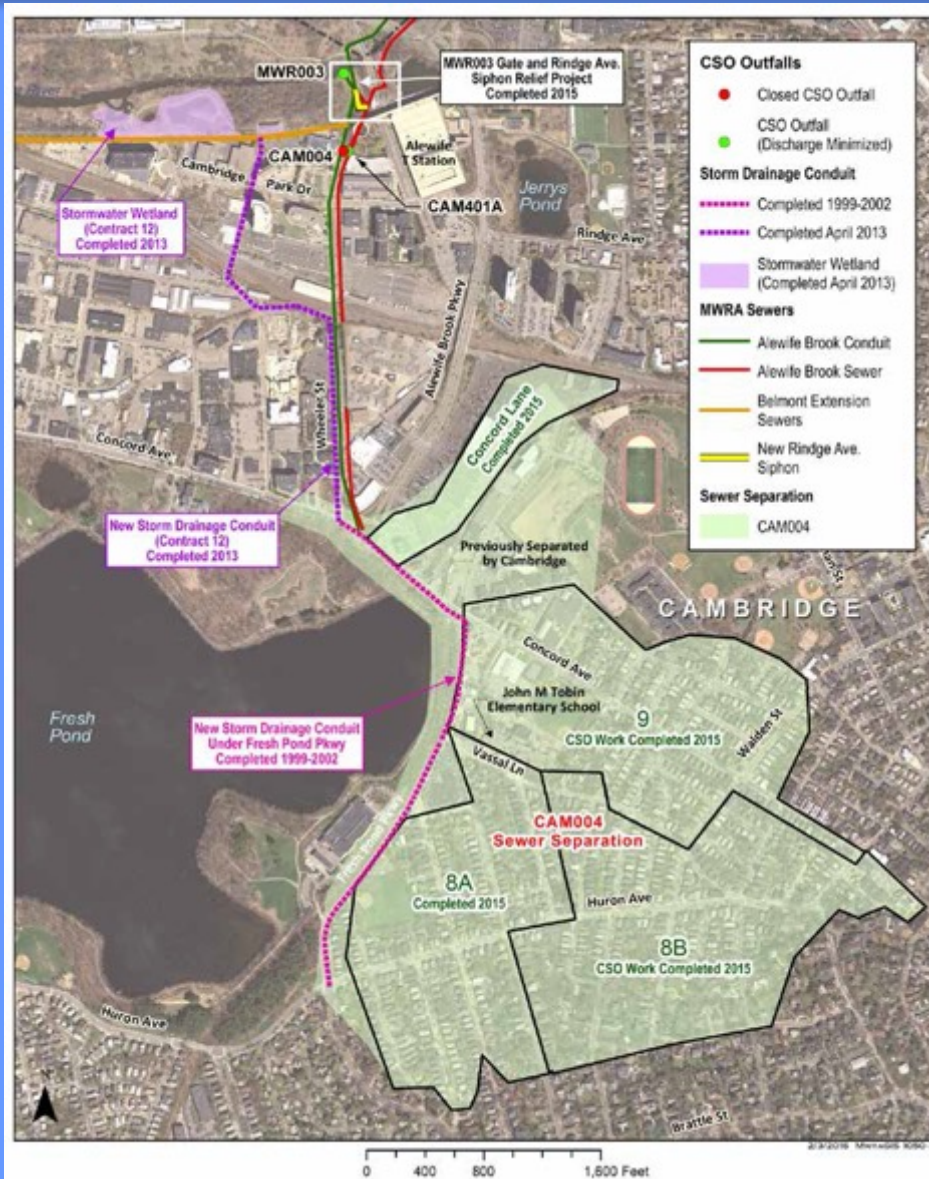 MWR003
MWR003 Gate and Rindge Ave.
Siphon Relief Project
Completed 2015
CSO Outfalls
Closed CSO Outfall
CSO Outfall
(Discharge Minimized)
Storm Drainage Conduit
Completed 1999-2002
Completed April 2013
Stormwater Wetland
(Completed April 2013)
MWRA Sewers
Alewife Brook Conduit
Alewife Brook Sewer
Belmont Extension
Sewers
New Rindge Ave.
Siphon
Sewer Separation
CAM004
River
CAM004
Alewife
T Station
Cambridge Park Dr
CAM401A
Jerrys
Pond
Rindge Ave
Stormwater Wetland
(Contract 12)
Completed 2013
Alewife Brook Pkwy
Wheeler St
Concord Ave
Concord Lane
Completed 2015
New Storm Drainage Conduit
(Contract 12)
Completed 2013
Previously Separated
by Cambridge
CAMBRIDGE
Concord Ave
John M Tobin
Elementary School
Fresh
Pond
New Storm Drainage Conduit
Under Fresh Pond Pkwy
Completed 1999-2002
9
CSO Work Completed 2015
Walden St
Vassal Ln
CAM004
Sewer Separation
8A
Completed 2015
Huron Ave
8B
CSO Work Completed 2015
Huron Ave
Brattle St
0 400 800 1,600 Feet